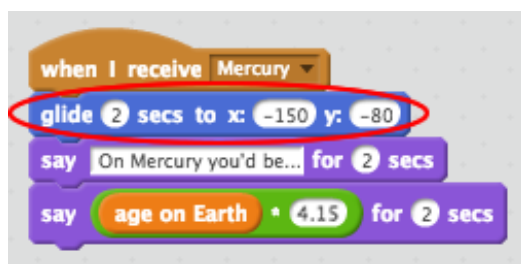 when I receive Mercury
glide 2 secs to x: -150 y: -80
say On Mercury you'd be... for 2 secs
say age on Earth * 4.15 for 2 secs